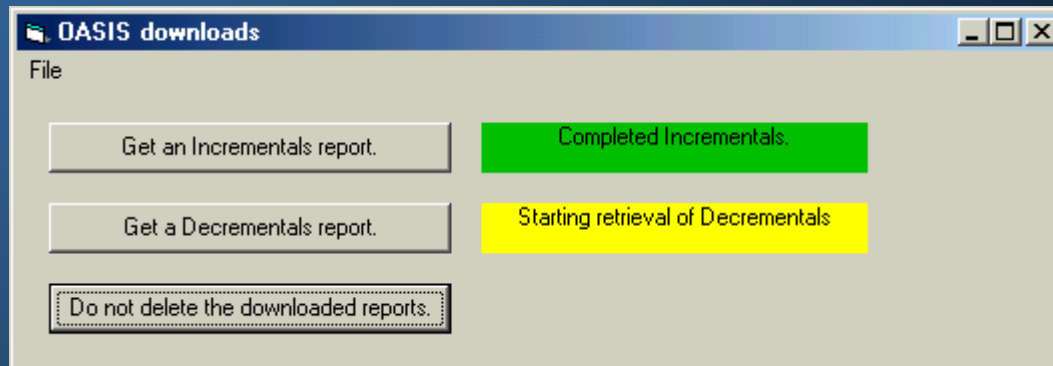 OASIS downloads
File
Get an Incrementals report.
Completed Incrementals.
Get a Decrementals report.
Starting retrieval of Decrementals
Do not delete the downloaded reports.